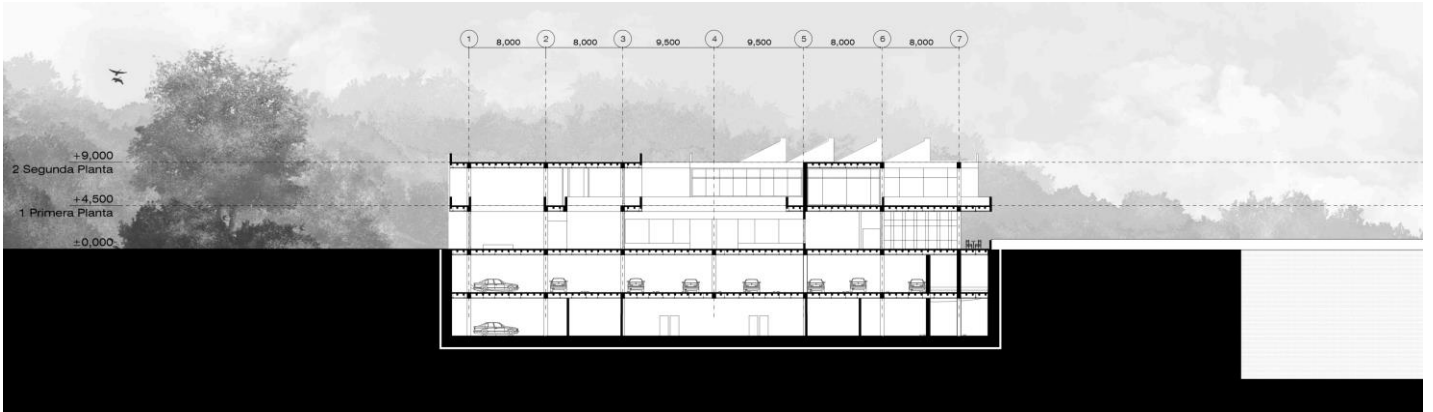 1 2 3 4 5 6 7
8,000 8,000 9,500 9,500 8,000 8,000
+9,000
2 Segunda Planta
+4,500
1 Primera Planta
±0,000